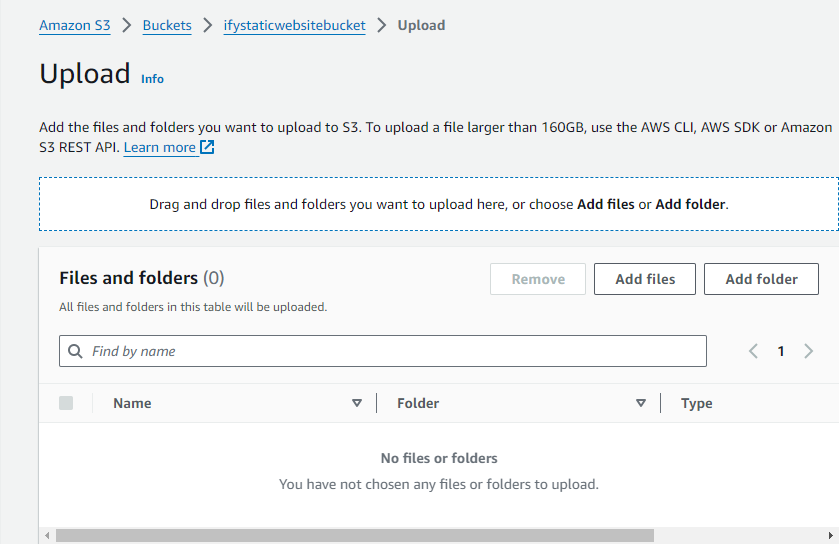 Amazon S3 > Buckets > ifystaticwebsitebucket > Upload
Upload Info
Add the files and folders you want to upload to S3. To upload a file larger than 160GB, use the AWS CLI, AWS SDK or Amazon
S3 REST API. Learn more
Drag and drop files and folders you want to upload here, or choose Add files or Add folder.
Files and folders (0)
Remove
Add files
Add folder
All files and folders in this table will be uploaded.
Find by name
1
Name
Folder
Type
No files or folders
You have not chosen any files or folders to upload.